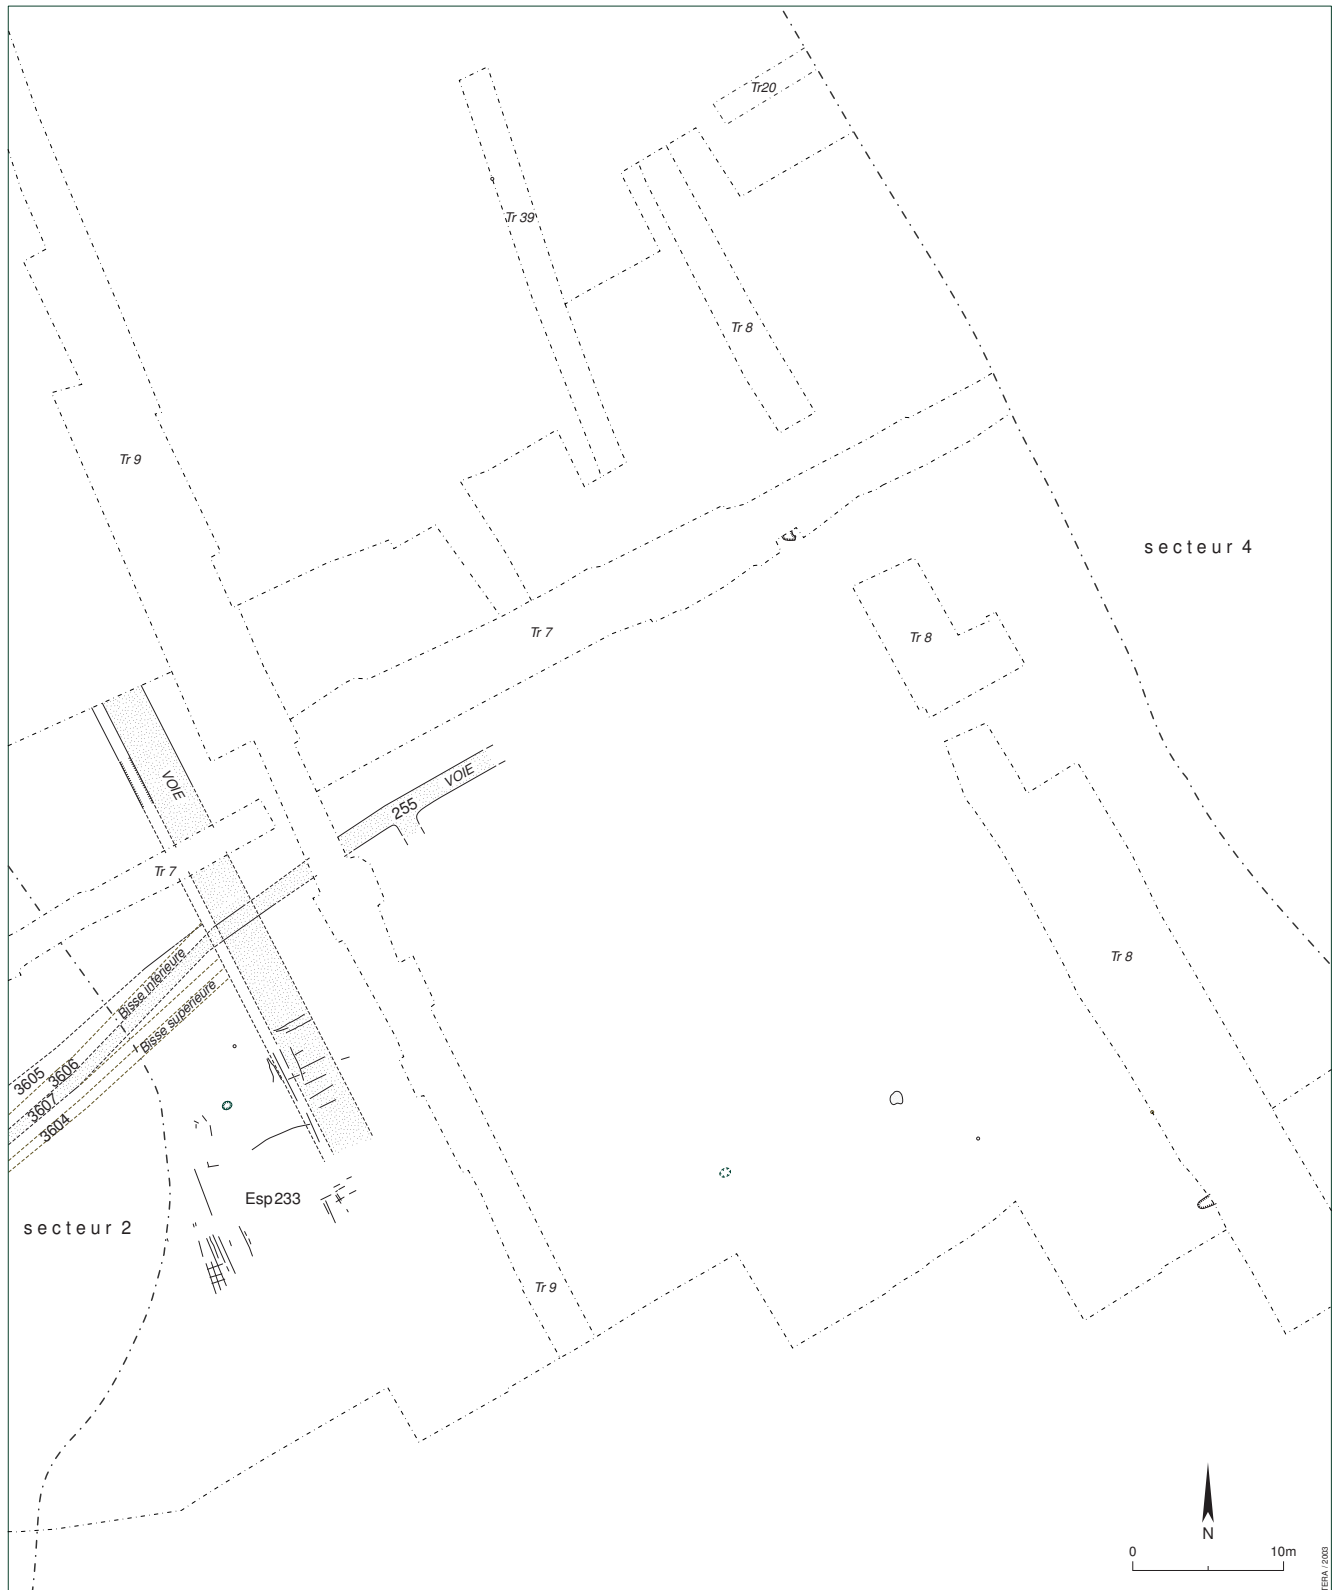 Tr20
Tr 39
Tr 8
Tr 9
secteur 4
Tr 7
Tr 8
VOIE
VOIE
255
Tr 7
Tr 8
Bisse inférieure
Bisse supérieure
3605
3606
3607
3604
Esp233
secteur 2
Tr 9
N
0 10m
TERA / 2003